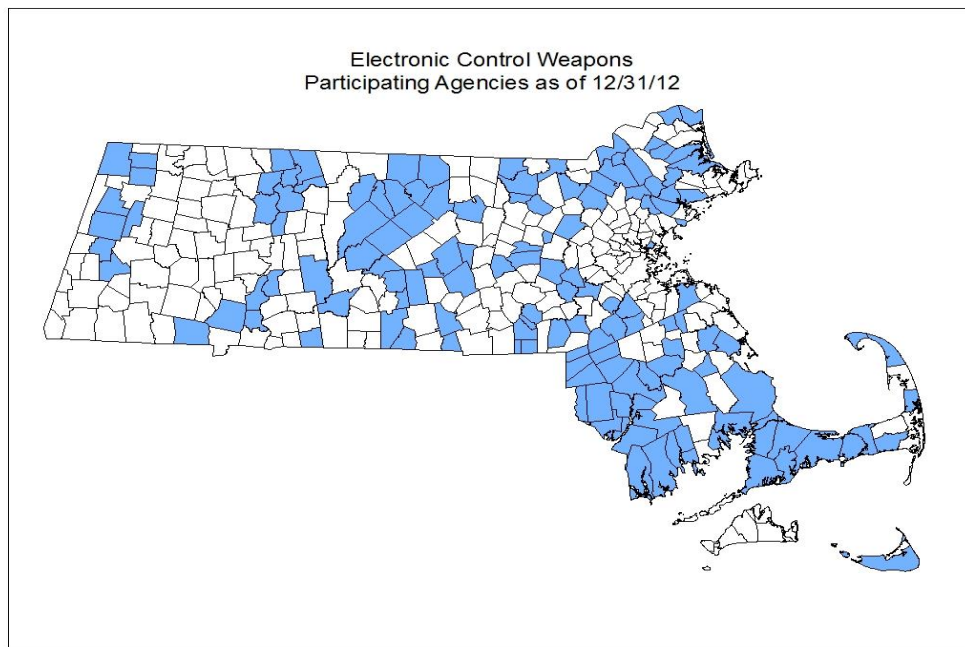 Electronic Control Weapons
Participating Agencies as of 12/31/12